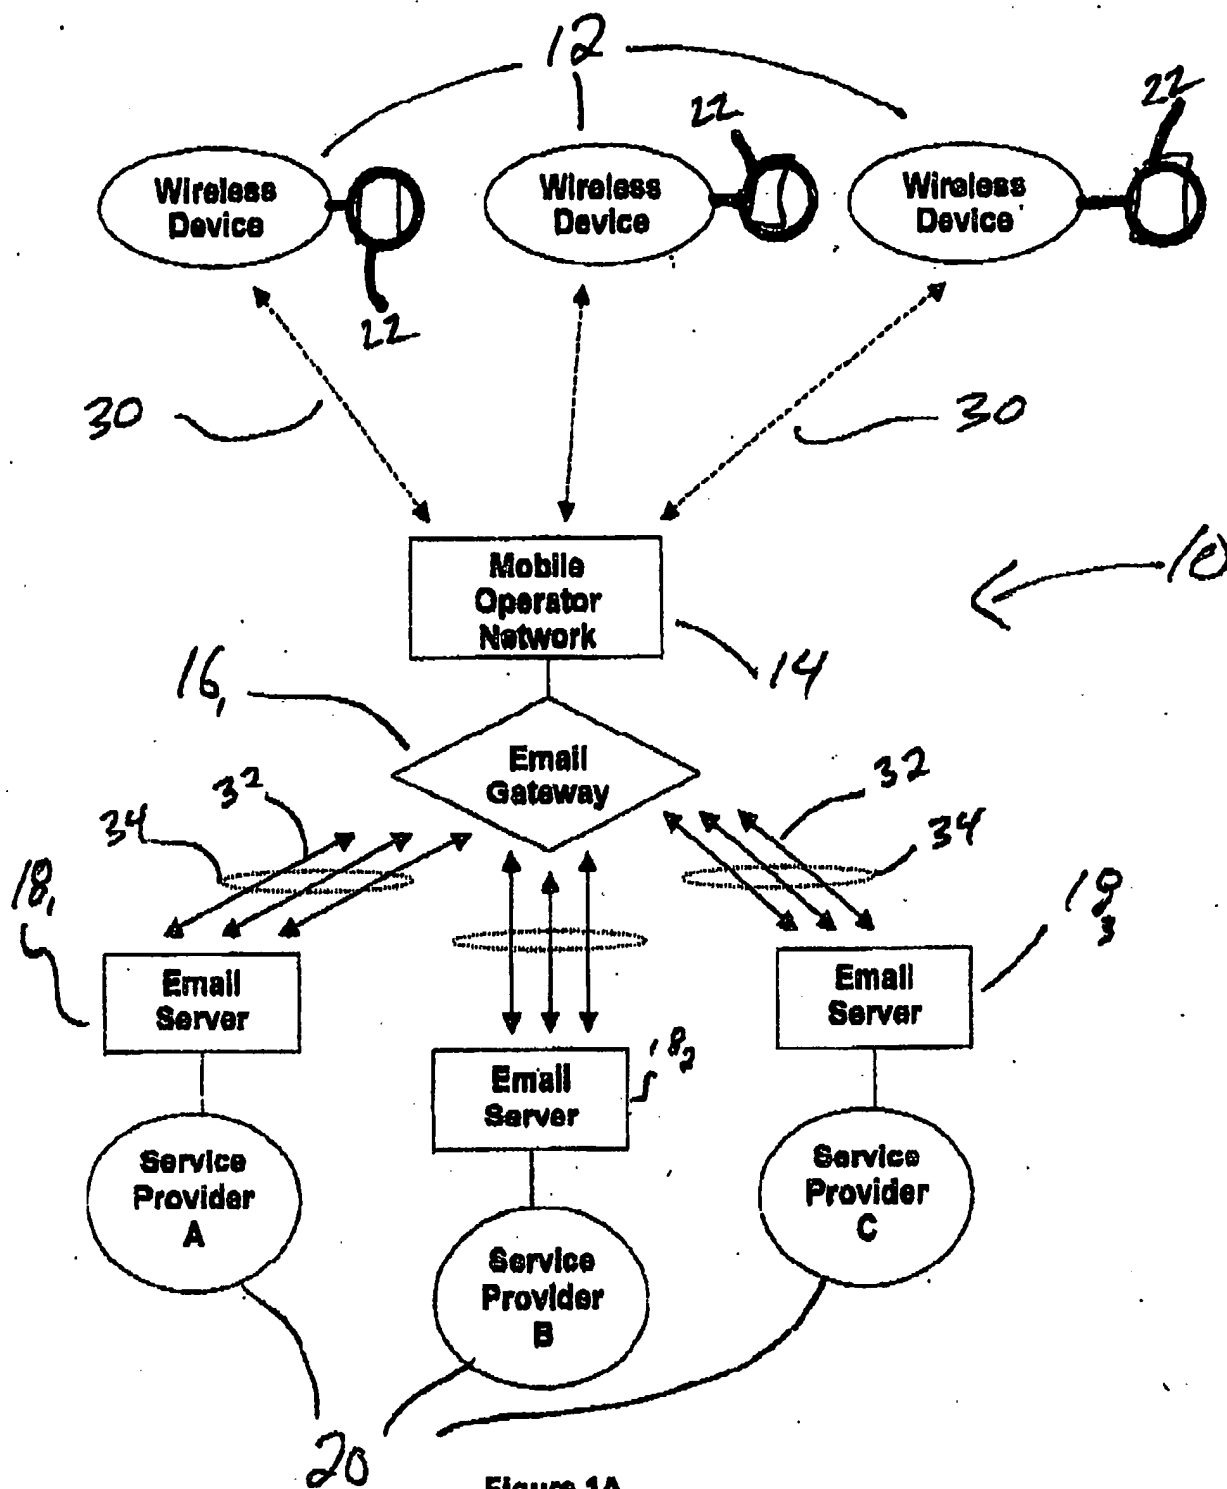 12
22
22
Wireless
Device
Wireless
Device
Wireless
Device
22
30
30
Mobile
Operator
Network
10
14
16,
Email
Gateway
32
32
34
34
18,
18
3
Email
Server
Email
Server
18
2
Email
Server
Service
Provider
A
Service
Provider
C
Service
Provider
B
20
Figure 1A